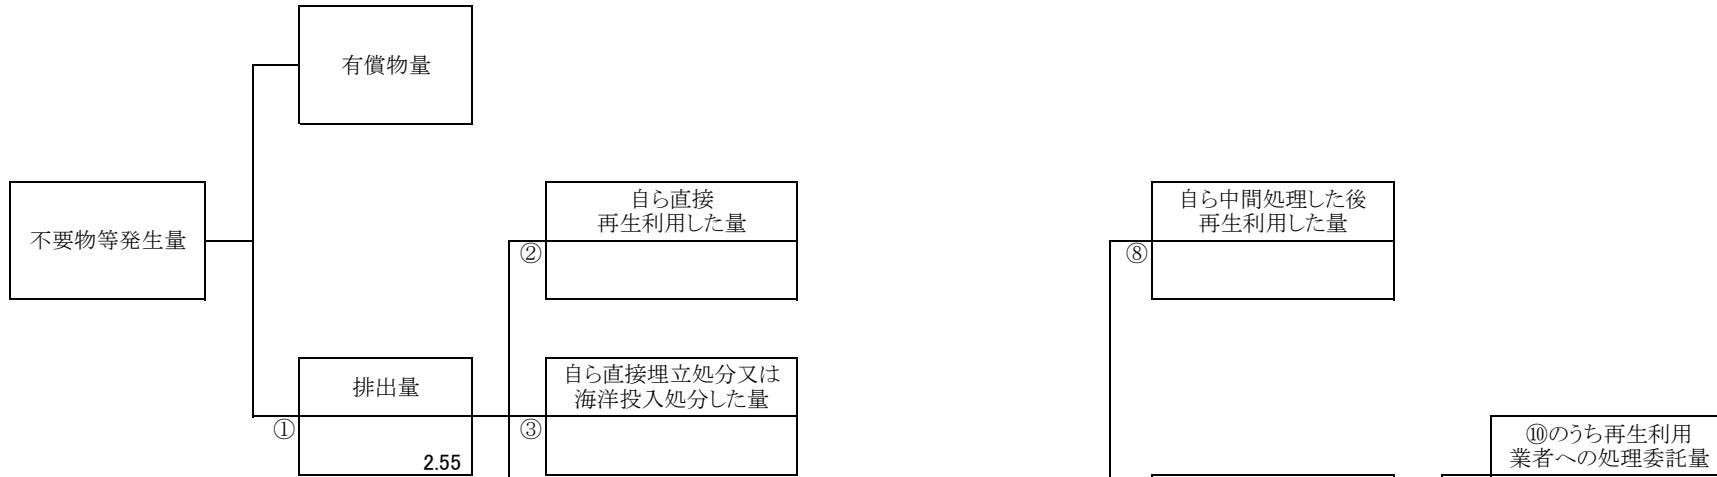 有償物量
不要物等発生量
自ら直接
再生利用した量
②
自ら中間処理した後
再生利用した量
⑧
排出量
①
2.55
自ら直接埋立処分又は
海洋投入処分した量
③
⑩のうち再生利用
業者への処理委託量